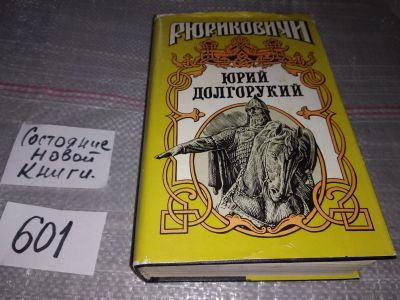 РЮРИКОВИЧИ
ЮРИЙ
ДОЛГОРУКИЙ
Состояние
новой
книги.
601